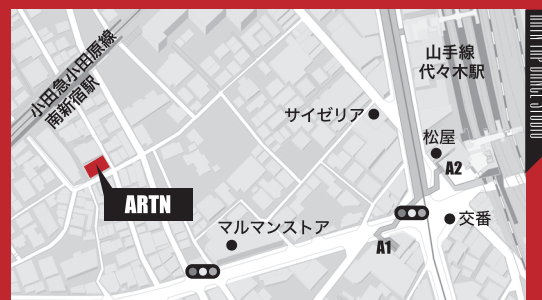 小田急小田原線
南新宿駅
山手線
代々木駅
サイゼリア
松屋
A2
ARTN
マルマンストア
交番
A1